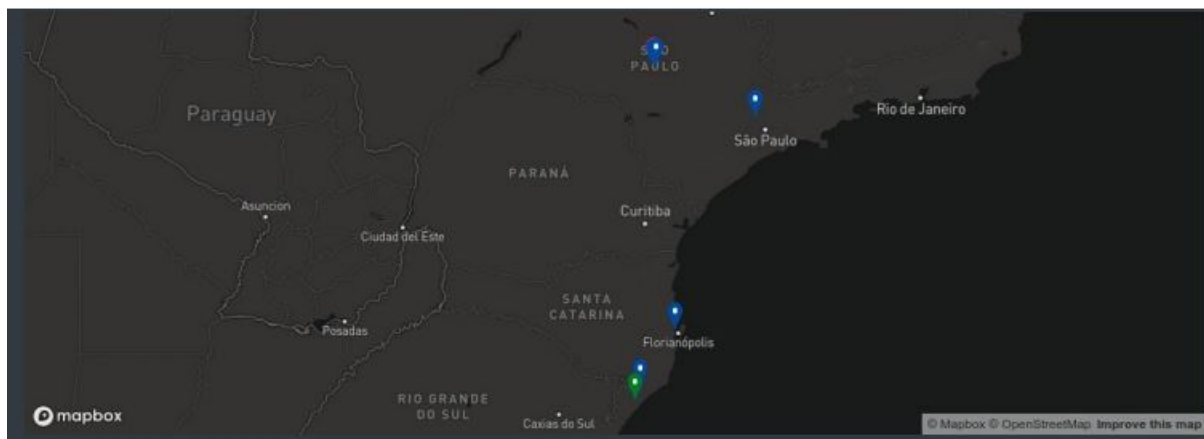 SÃO
PAULO
Paraguay
Rio de Janeiro
São Paulo
PARANÁ
Asuncion
Curitiba
Ciudad del Este
SANTA
CATARINA
Posadas
Florianópolis
RIO GRANDE
DO SUL
Caxias do Sul
mapbox
© Mapbox © OpenStreetMap Improve this map